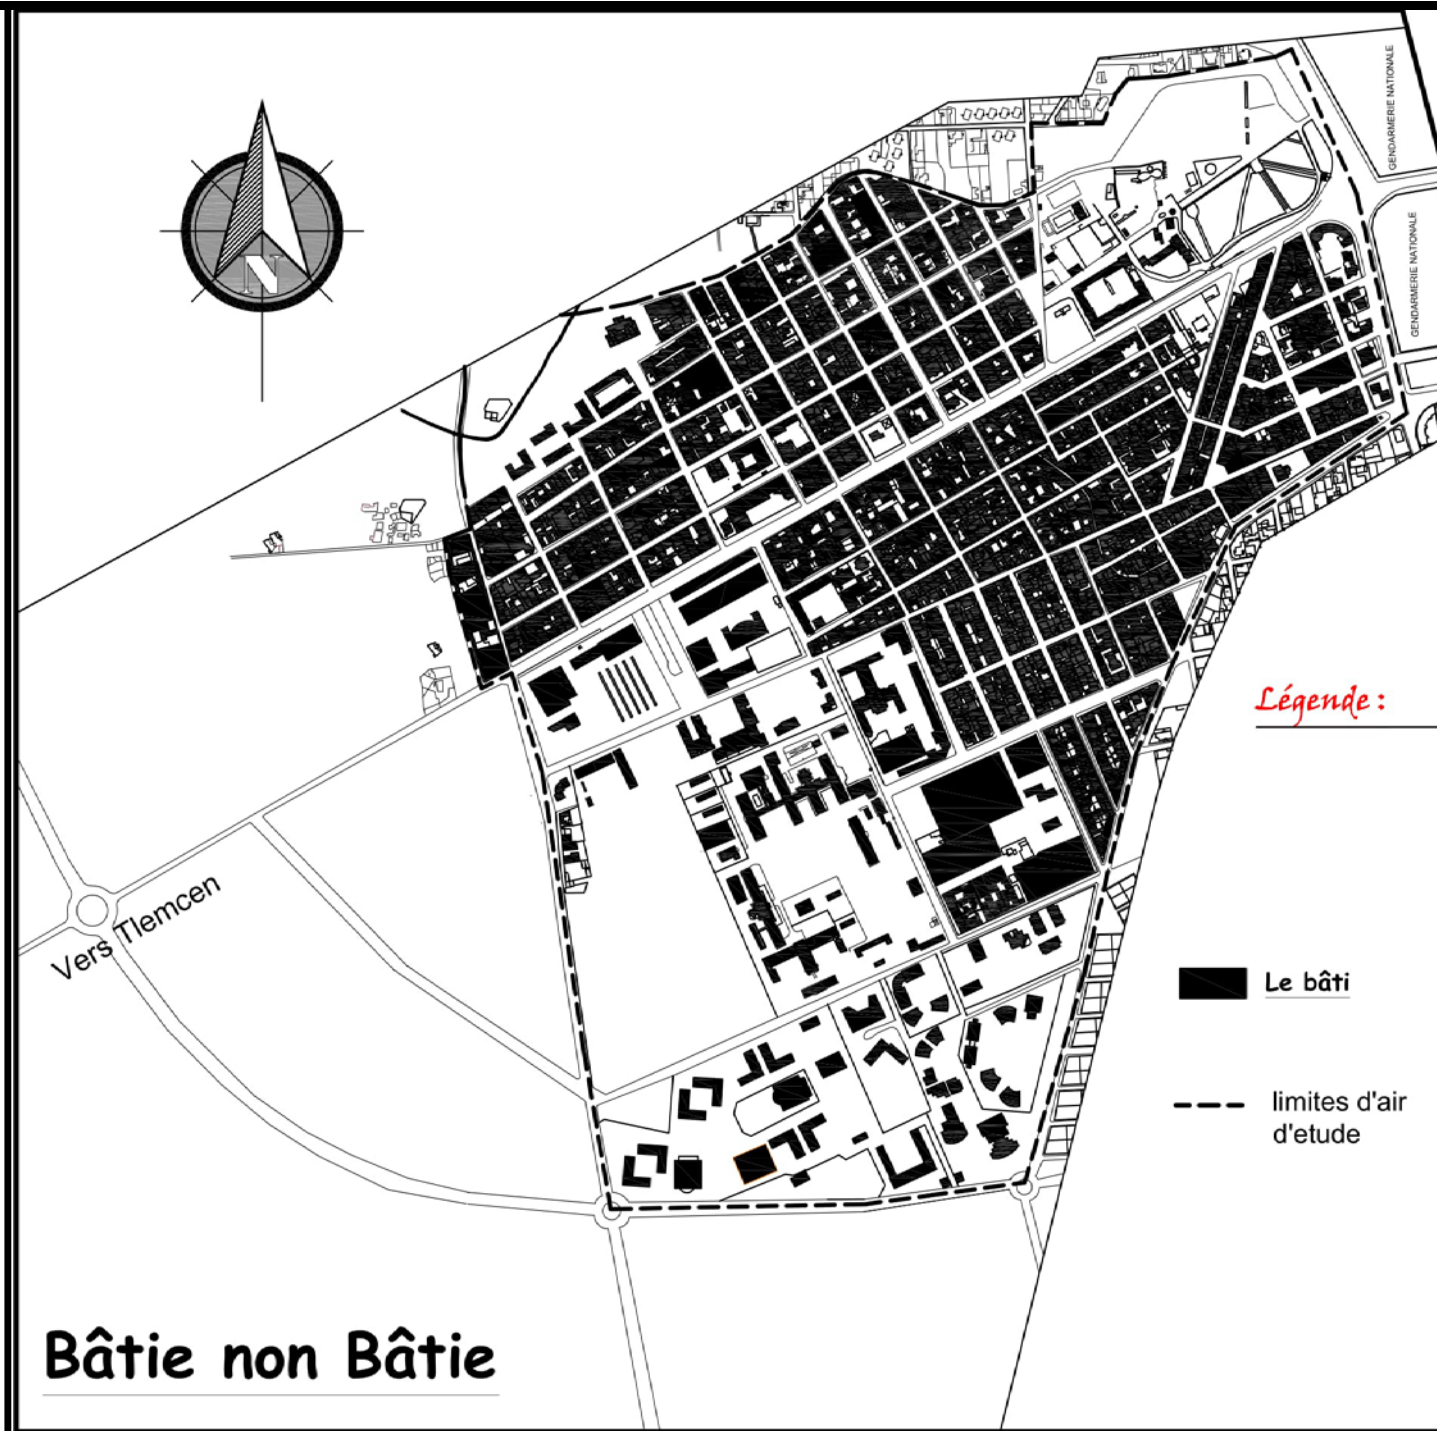 GENDARMERIE NATIONALE
GENDARMERIE NATIONALE
N
Légende :
Vers Tlemcen
Le bâti
limites d'air
d'etude
Bâtie non Bâtie